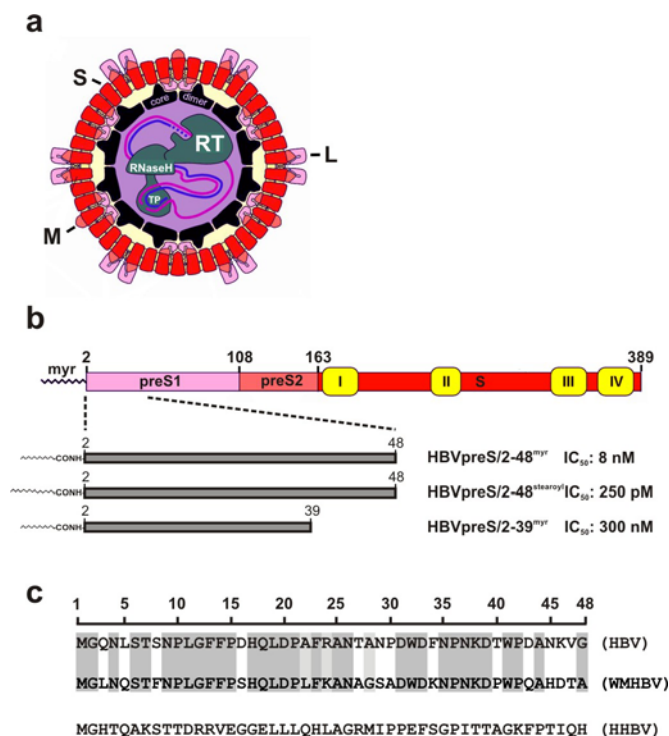 a
S
core dimer
RT
RNaseH
L
TP
M
b
myr 2 108 163 389
preS1 preS2 I II S III IV
2 48
CONH HBVpreS/2-48myr IC50: 8 nM
2 48
CONH HBVpreS/2-48stearoyl IC50: 250 pM
2 39
CONH HBVpreS/2-39myr IC50: 300 nM
c
1 5 10 15 20 25 30 35 40 45 48
MGQNLSTSNPLGFFPDHQLDPAFRANTANPDWDFNPNKDTWPDANKVG (HBV)
MGLNQSTFNPLGFFPSHQLDPLFKANAGSADWDKNPNKDPWPQAHDTA (WMHBV)
MGHTQAKSTTDRRVEGGELLLQHLAGRMIPPEFSGPITTAGKFPTIQH (HHBV)